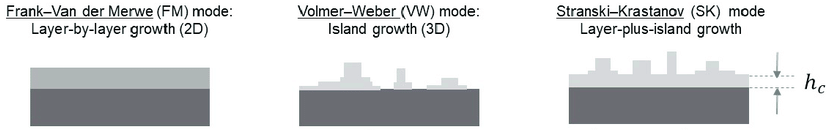 Frank–Van der Merwe (FM) mode:
Layer-by-layer growth (2D)
Volmer–Weber (VW) mode:
Island growth (3D)
Stranski–Krastanov (SK) mode
Layer-plus-island growth
h_c